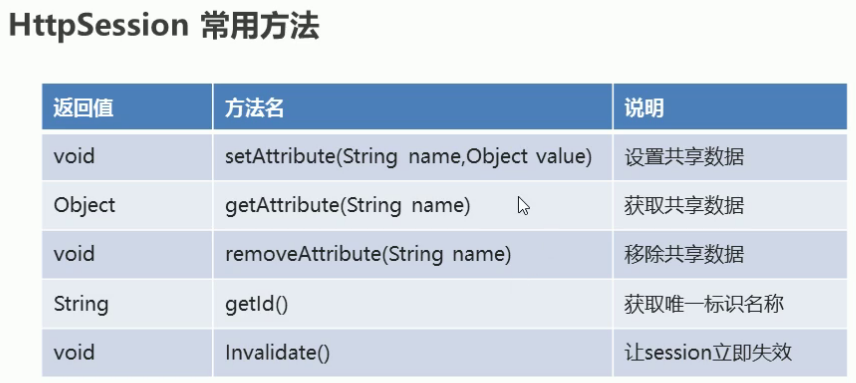 HttpSession 常用方法
返回值 方法名 说明
void setAttribute(String name,Object value) 设置共享数据
Object getAttribute(String name) 获取共享数据
void removeAttribute(String name) 移除共享数据
String getId() 获取唯一标识名称
void Invalidate() 让session立即失效